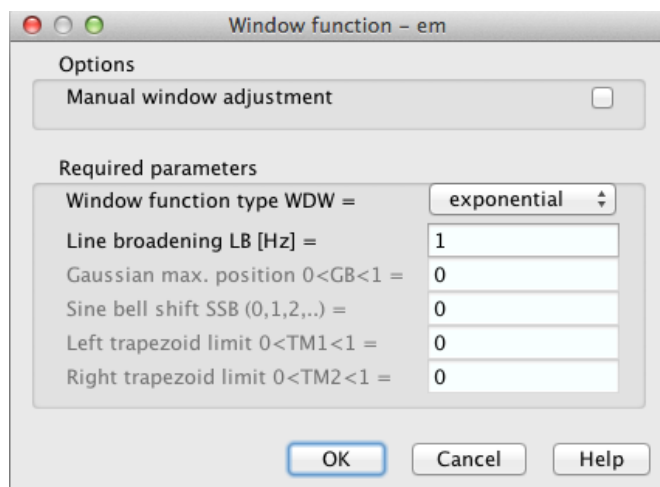 Window function – em
Options
Manual window adjustment
Required parameters
Window function type WDW = exponential
Line broadening LB [Hz] = 1
Gaussian max. position 0<GB<1 = 0
Sine bell shift SSB (0,1,2,..) = 0
Left trapezoid limit 0<TM1<1 = 0
Right trapezoid limit 0<TM2<1 = 0
OK Cancel Help